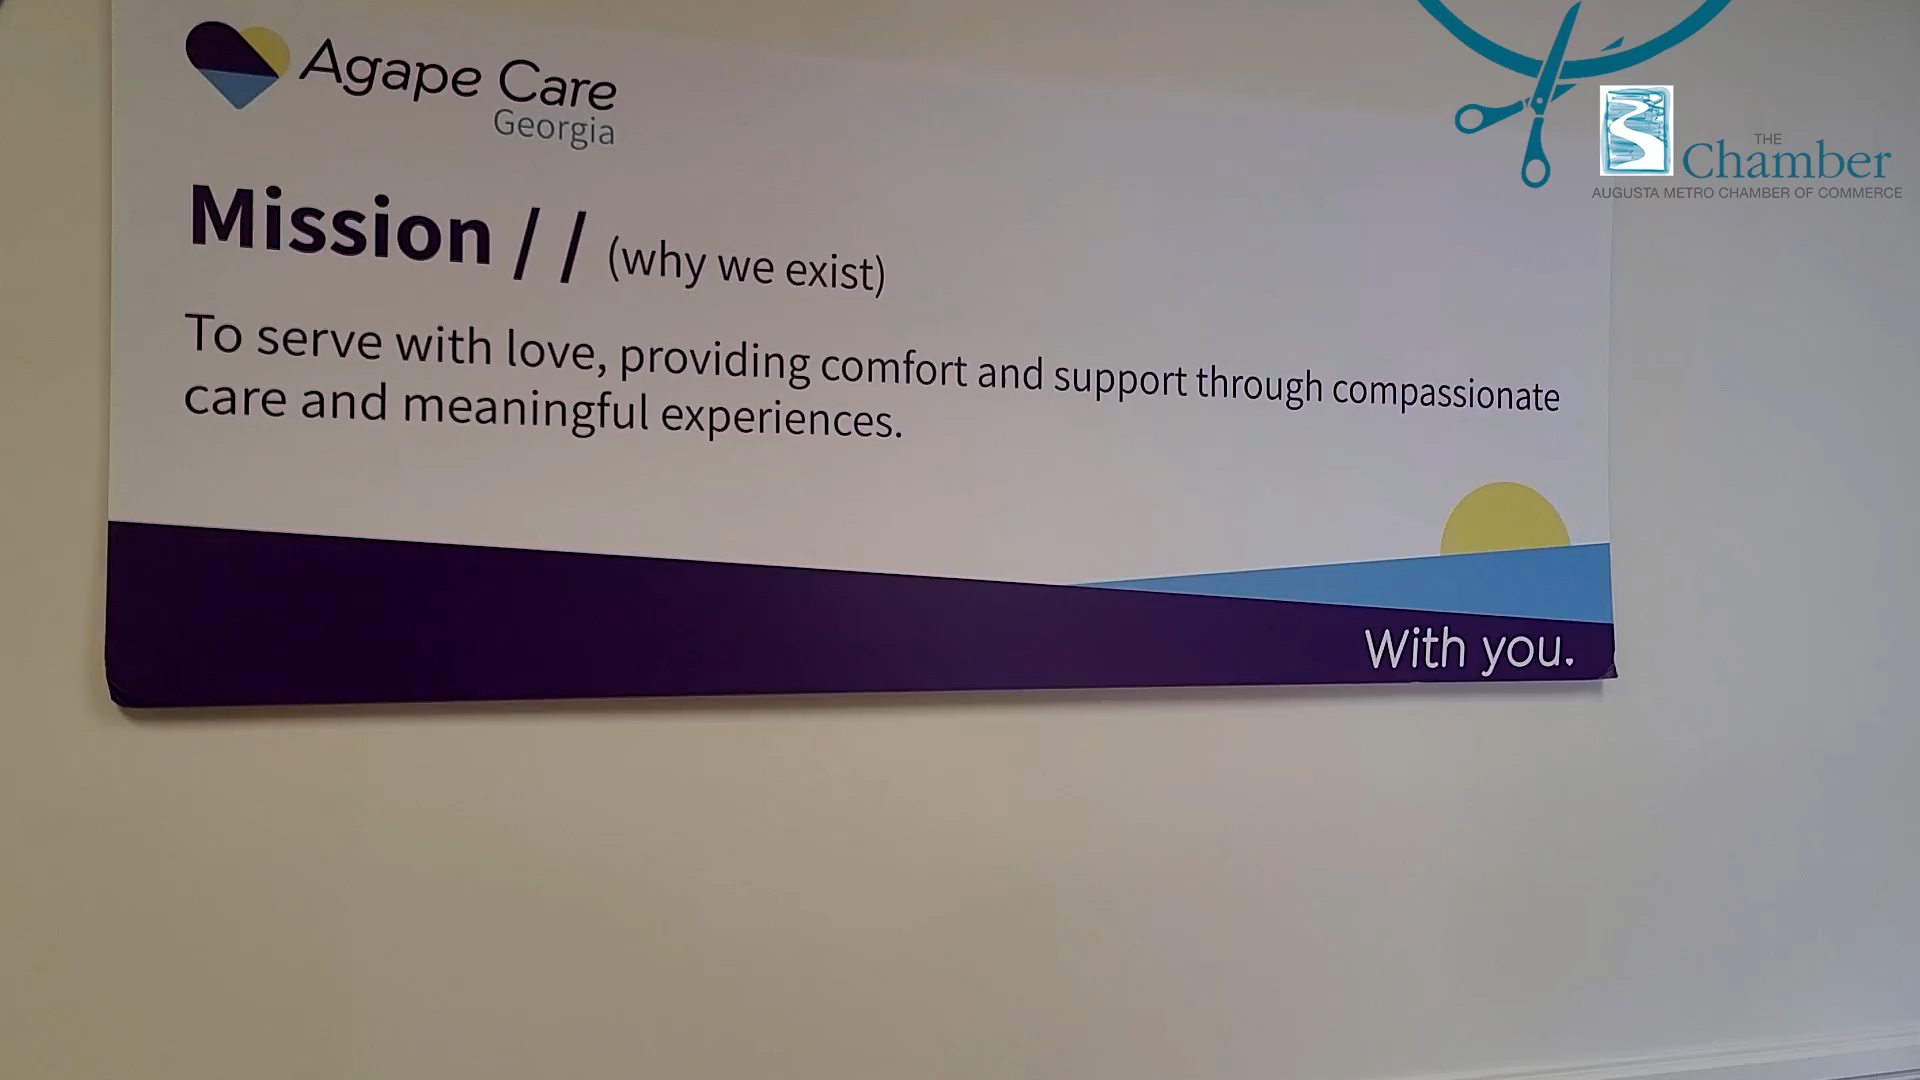 Agape Care
Georgia
Mission // (why we exist)
To serve with love, providing comfort and support through compassionate
care and meaningful experiences.
With you.
THE
Chamber
AUGUSTA METRO CHAMBER OF COMMERCE